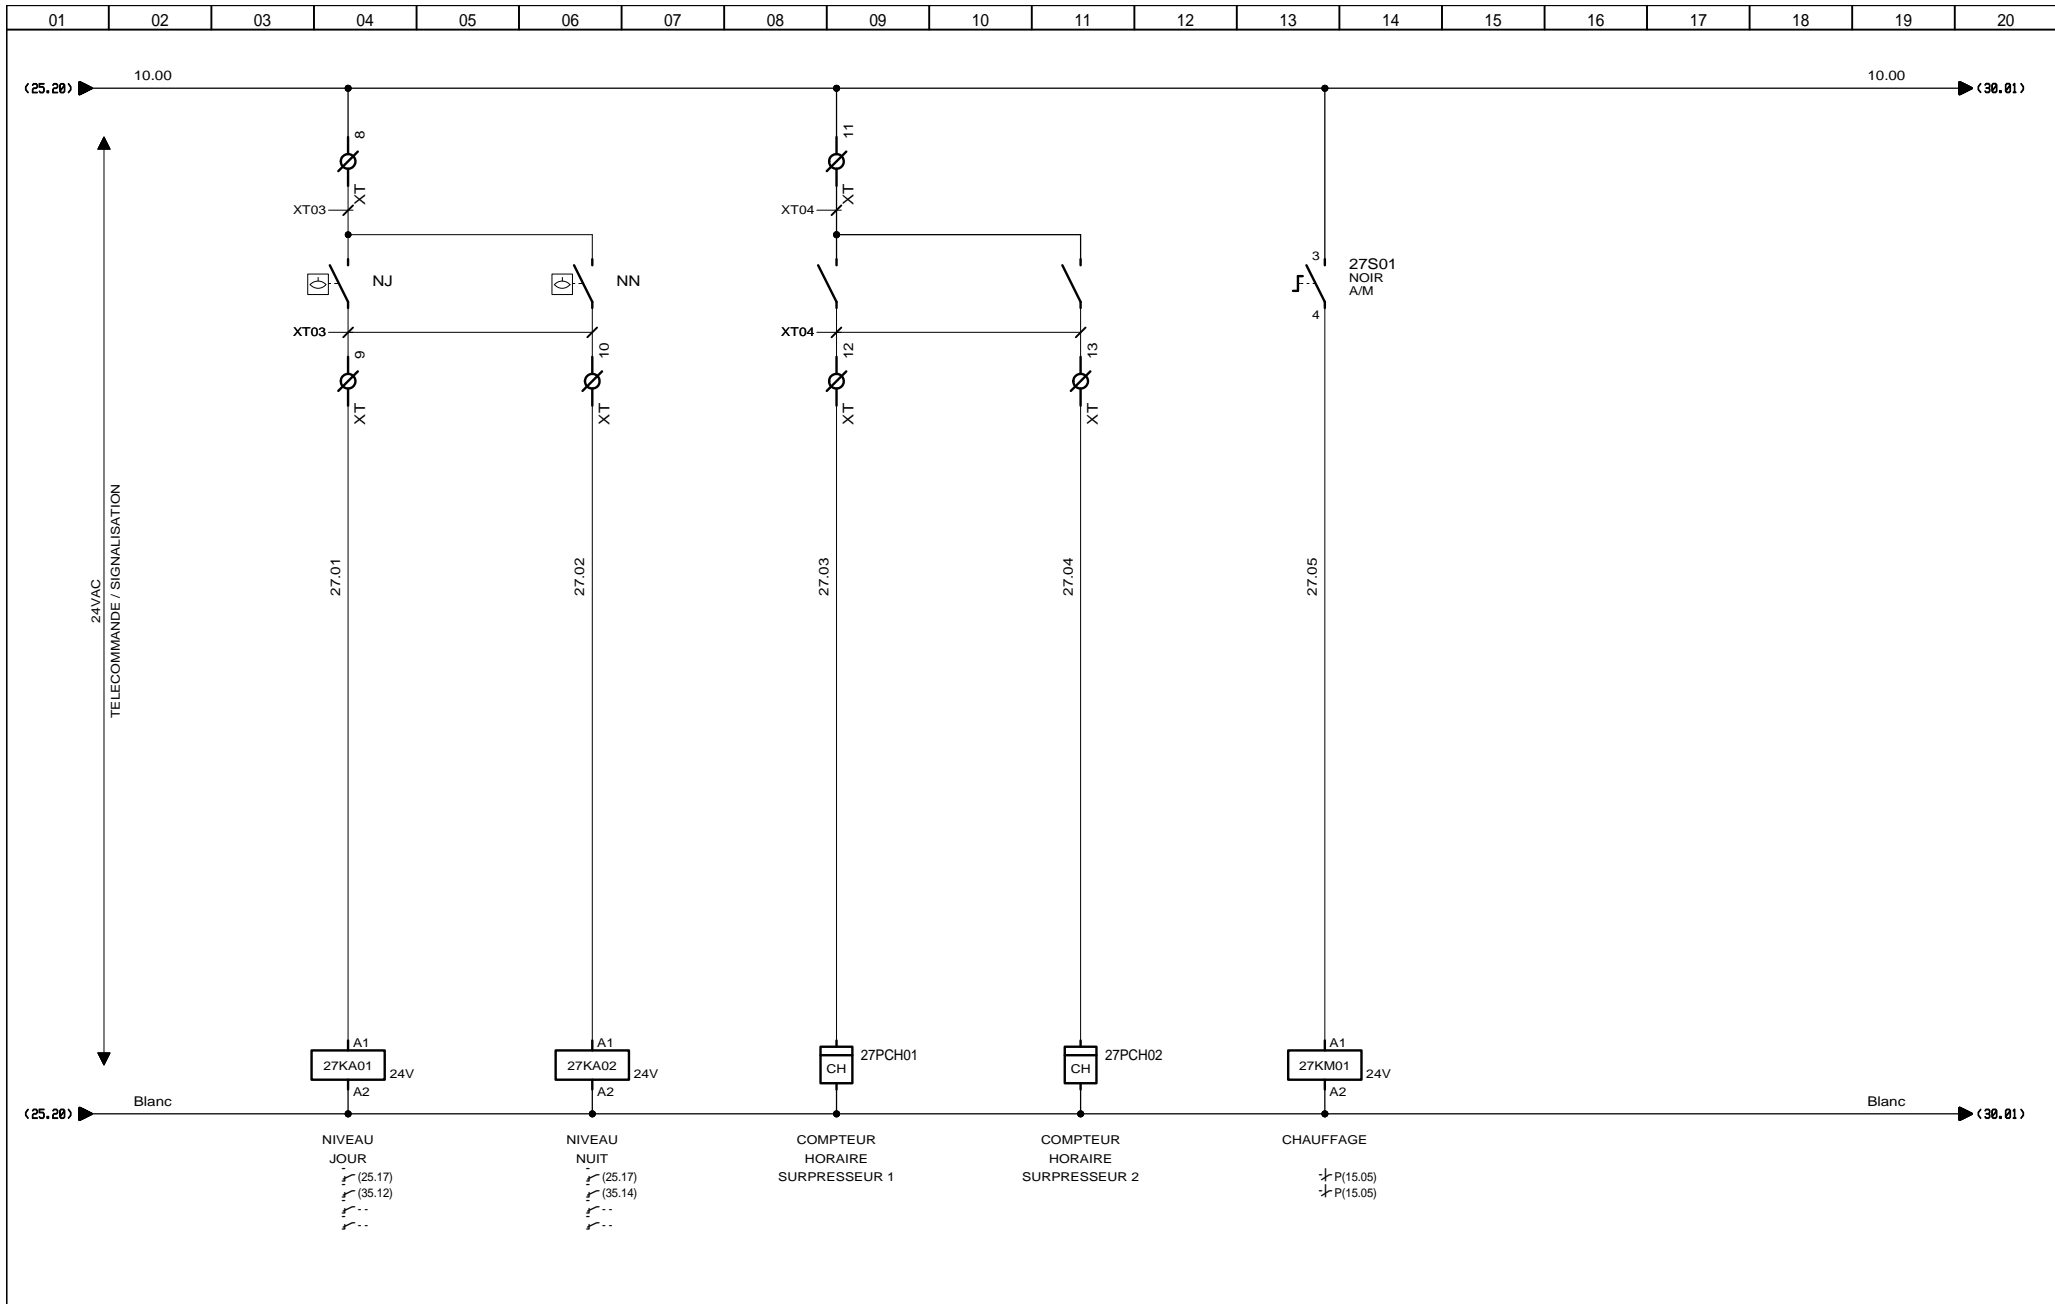 01 02 03 04 05 06 07 08 09 10 11 12 13 14 15 16 17 18 19 20
10.00 10.00
(25.20) (30.01)
8 11
XT XT
XT03 XT04
3 27S01
NOIR
A/M
NJ NN
4
XT03 XT04
9 10 12 13
XT XT XT XT
24VAC
TELECOMMANDE / SIGNALISATION
27.01 27.02 27.03 27.04 27.05
A1 A1 A1
27KA01 24V 27KA02 24V CH 27PCH01 CH 27PCH02 27KM01 24V
A2 A2 A2
Blanc Blanc
(25.20) (30.01)
NIVEAU NIVEAU COMPTEUR COMPTEUR CHAUFFAGE
JOUR NUIT HORAIRE HORAIRE
(25.17) (25.17) SURPRESSEUR 1 SURPRESSEUR 2 P(15.05)
(35.12) (35.14) P(15.05)
-- --
-- --